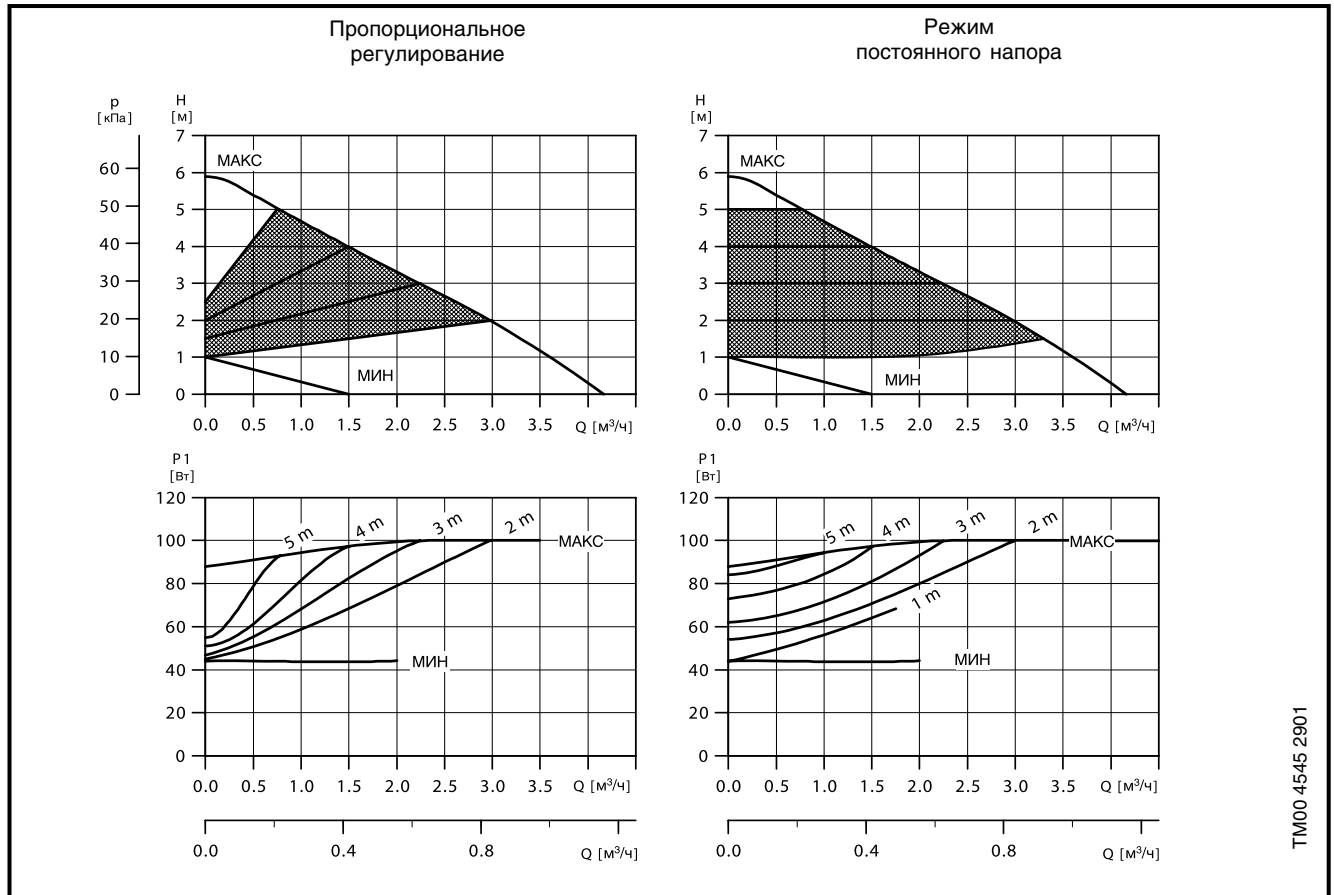 Пропорциональное
регулирование
Режим
постоянного напора
p
[кПа]
H
[м]
7
6
5
4
3
2
1
0
60
50
40
30
20
10
0
МАКС
МИН
0.0 0.5 1.0 1.5 2.0 2.5 3.0 3.5 Q [м³/ч]
H
[м]
7
6
5
4
3
2
1
0
МАКС
МИН
0.0 0.5 1.0 1.5 2.0 2.5 3.0 3.5 Q [м³/ч]
P1
[Вт]
120
100
80
60
40
20
0
5 m
4 m
3 m
2 m
МАКС
МИН
0.0 0.5 1.0 1.5 2.0 2.5 3.0 3.5 Q [м³/ч]
0.0 0.4 0.8 Q [м³/ч]
P1
[Вт]
120
100
80
60
40
20
0
5 m
4 m
3 m
2 m
1 m
МАКС
МИН
0.0 0.5 1.0 1.5 2.0 2.5 3.0 3.5 Q [м³/ч]
0.0 0.4 0.8 Q [м³/ч]
TM00 4545 2901